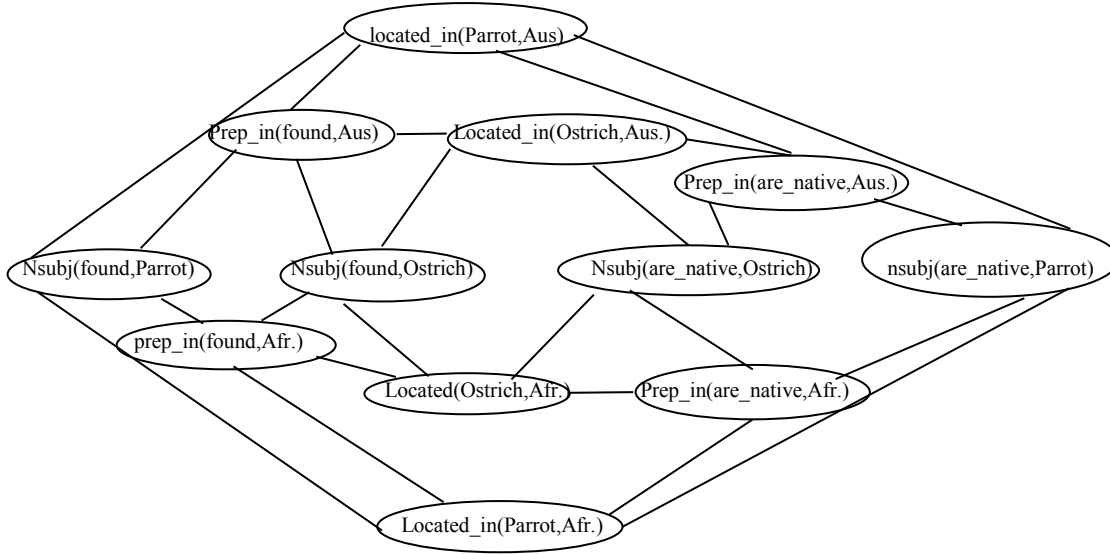 located_in(Parrot,Aus)
Prep_in(found,Aus)
Located_in(Ostrich,Aus.)
Prep_in(are_native,Aus.)
Nsubj(found,Parrot)
Nsubj(found,Ostrich)
Nsubj(are_native,Ostrich)
nsubj(are_native,Parrot)
prep_in(found,Afr.)
Located(Ostrich,Afr.)
Prep_in(are_native,Afr.)
Located_in(Parrot,Afr.)